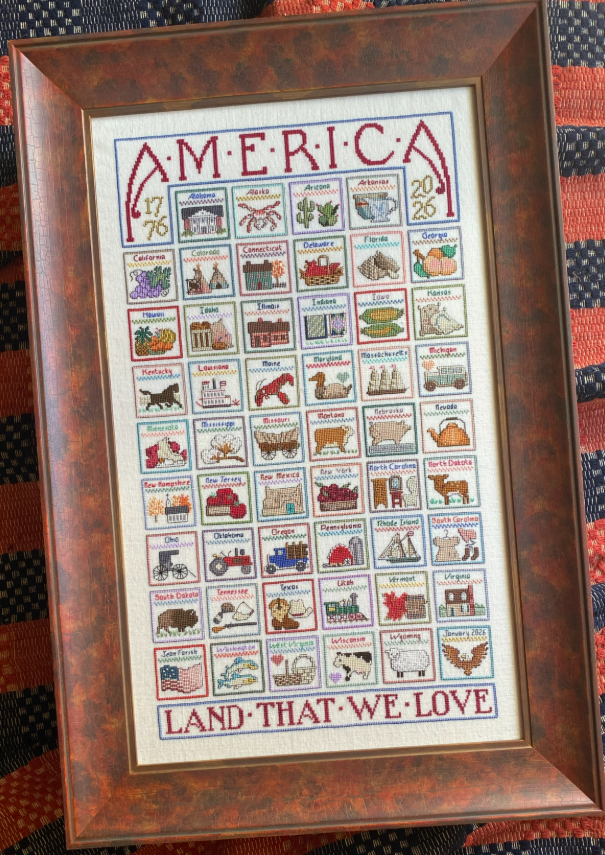 A·M·E·R·I·C·A
17 76
20 26
Alabama Alaska Arizona Arkansas
California Colorado Connecticut Delaware Florida Georgia
Hawaii Idaho Illinois Indiana Iowa Kansas
Kentucky Louisiana Maine Maryland Massachusetts Michigan
Minnesota Mississippi Missouri Montana Nebraska Nevada
New Hampshire New Jersey New Mexico New York North Carolina North Dakota
Ohio Oklahoma Oregon Pennsylvania Rhode Island South Carolina
South Dakota Tennessee Texas Utah Vermont Virginia
Jean Farish Washington West Virginia Wisconsin Wyoming January 2026
LAND·THAT·WE·LOVE